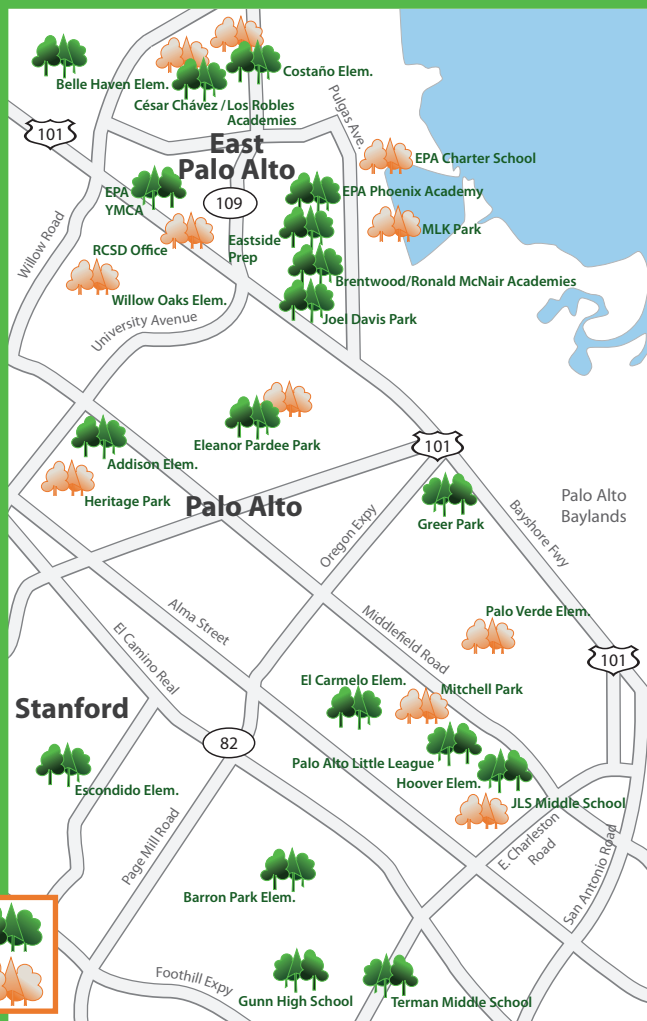 Costaño Elem.
Belle Haven Elem.
César Chávez /Los Robles
Academies
Pulgas Ave.
101
East
Palo Alto
EPA Charter School
EPA
YMCA
109
EPA Phoenix Academy
MLK Park
Willow Road
RCSD Office
Eastside
Prep
Brentwood/Ronald McNair Academies
Willow Oaks Elem.
University Avenue
Joel Davis Park
Eleanor Pardee Park
101
Addison Elem.
Heritage Park
Palo Alto
Palo Alto
Baylands
Greer Park
Oregon Expy
Bayshore Fwy
Alma Street
Palo Verde Elem.
El Camino Real
Middlefield Road
101
El Carmelo Elem.
Mitchell Park
Stanford
82
Palo Alto Little League
Hoover Elem.
Escondido Elem.
JLS Middle School
Page Mill Road
E. Charleston
Road
San Antonio Road
Barron Park Elem.
Foothill Expy
Gunn High School
Terman Middle School